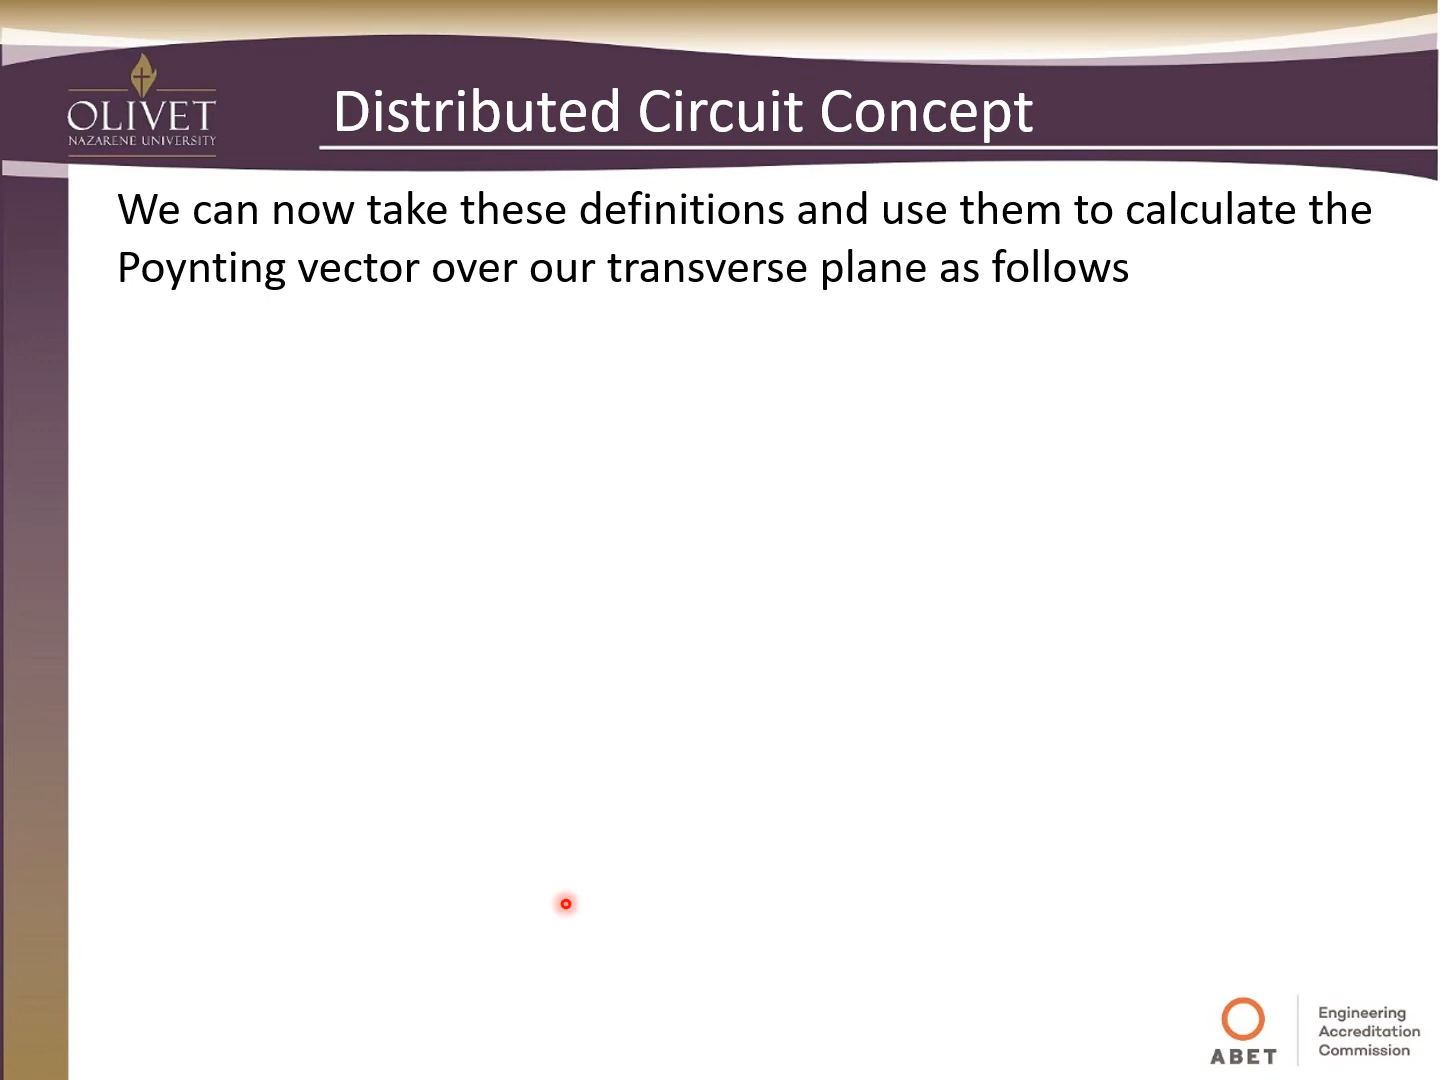 OLIVET
NAZARENE UNIVERSITY
Distributed Circuit Concept
We can now take these definitions and use them to calculate the
Poynting vector over our transverse plane as follows
ABET
Engineering
Accreditation
Commission